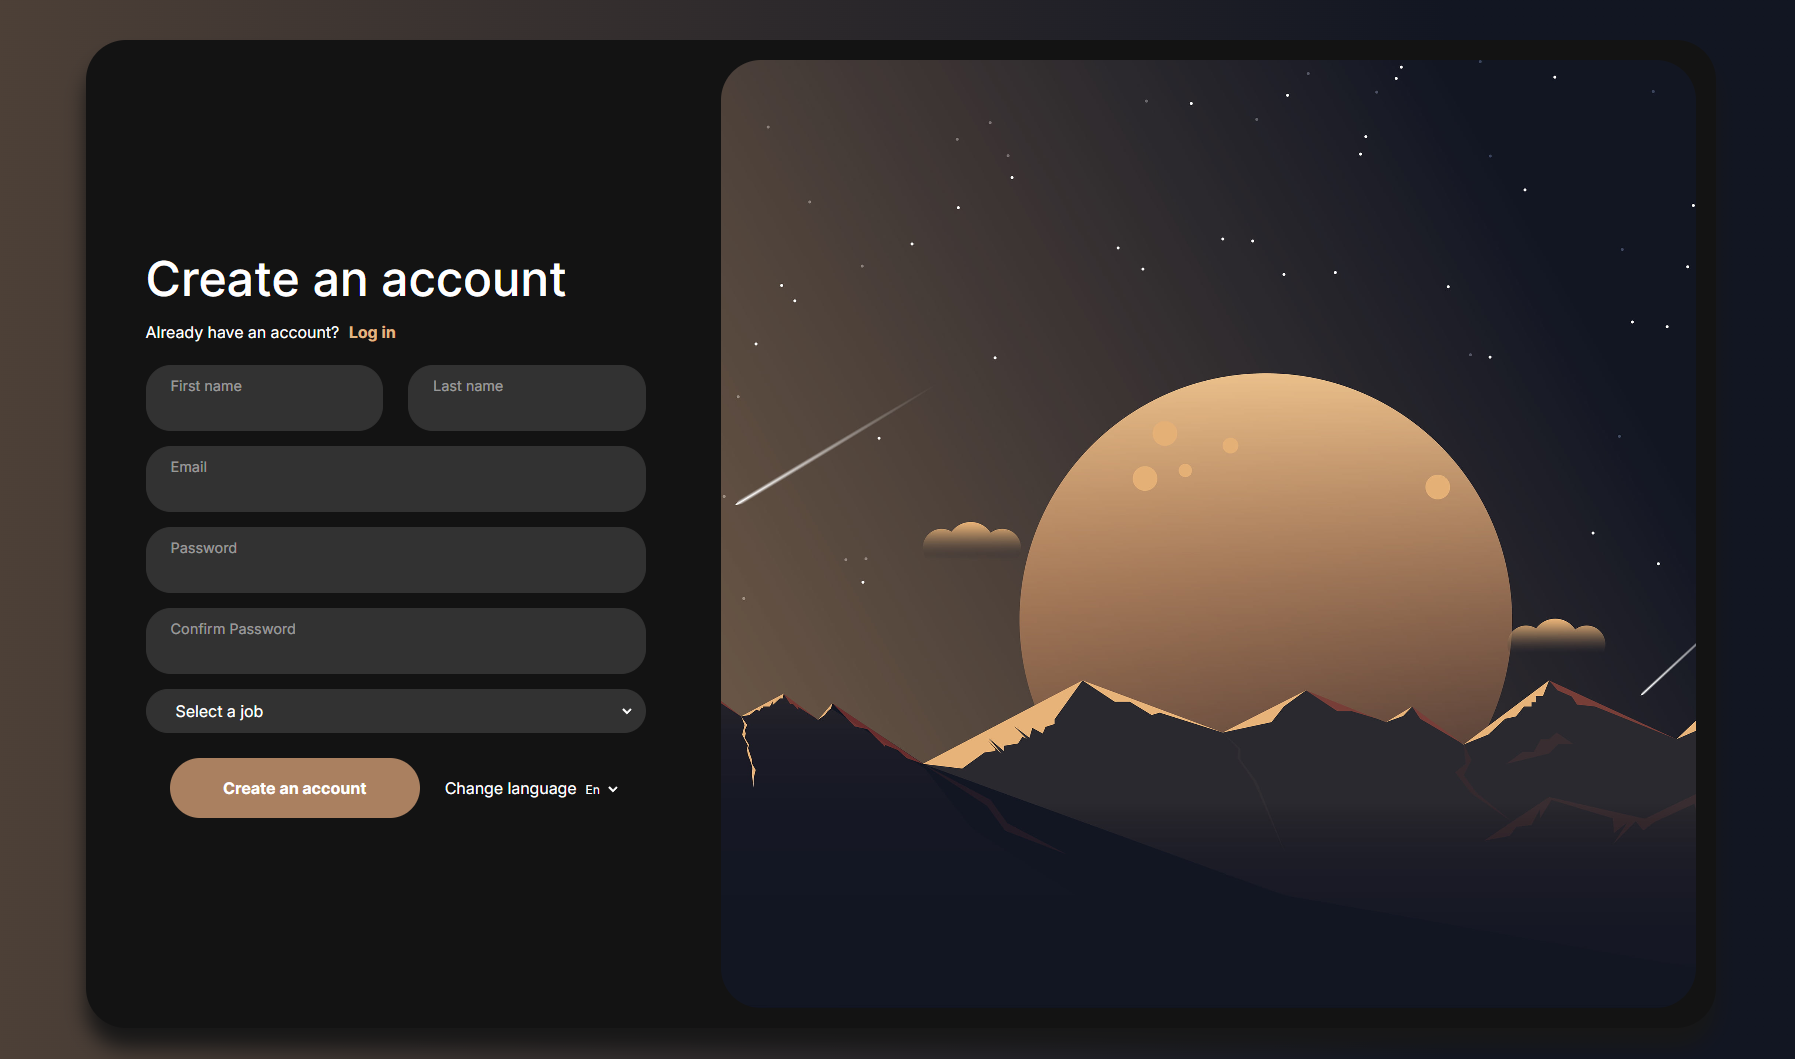 Create an account
Already have an account? Log in
First name Last name
Email
Password
Confirm Password
Select a job
Create an account Change language En